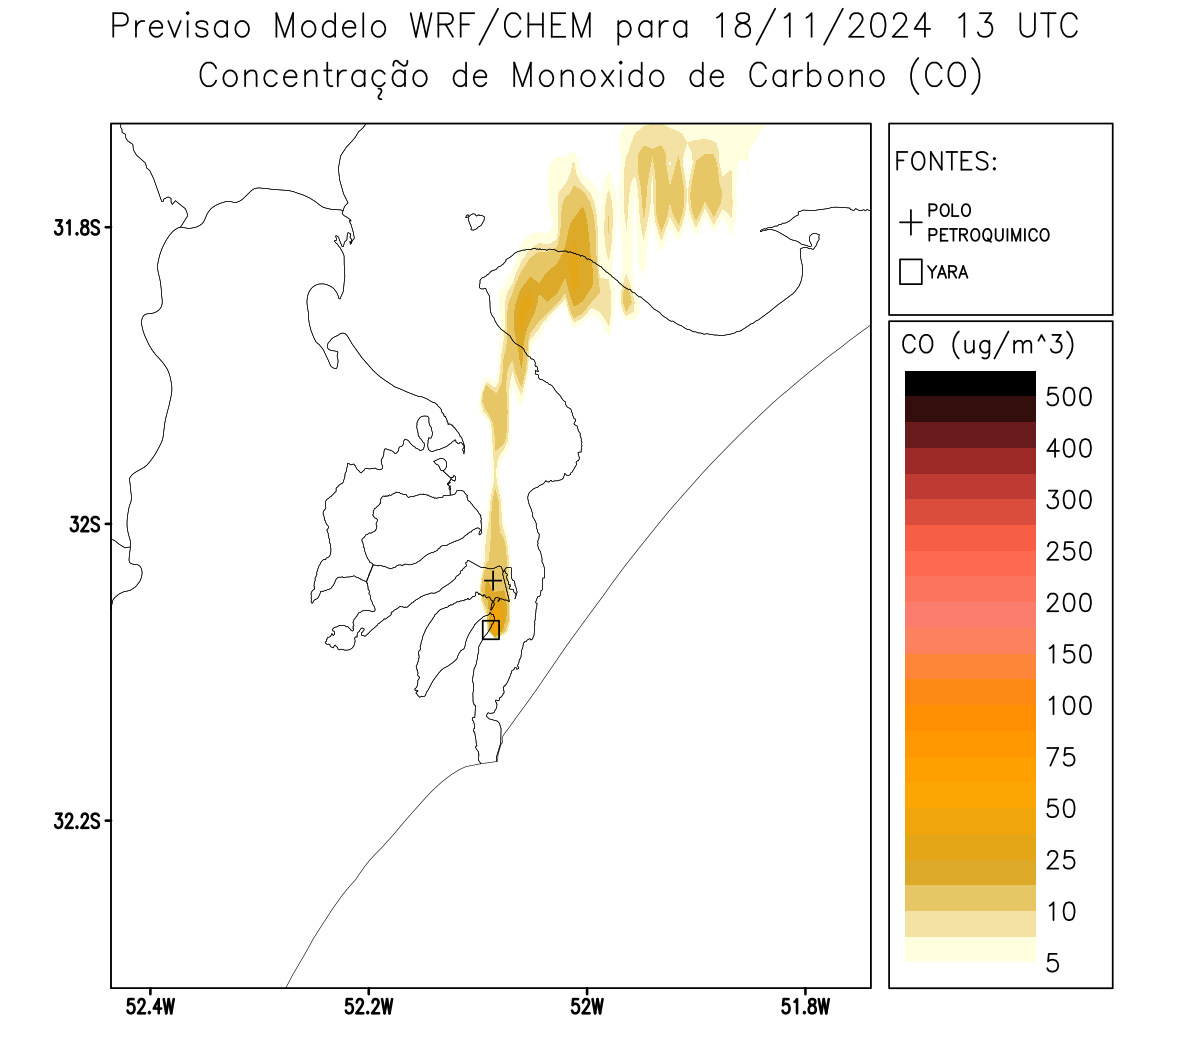 Previsao Modelo WRF/CHEM para 18/11/2024 13 UTC
Concentração de Monoxido de Carbono (CO)
FONTES:
POLO
PETROQUIMICO
YARA
CO (ug/m^3)
500
400
300
250
200
150
100
75
50
25
10
5
31.8S
32S
32.2S
52.4W
52.2W
52W
51.8W